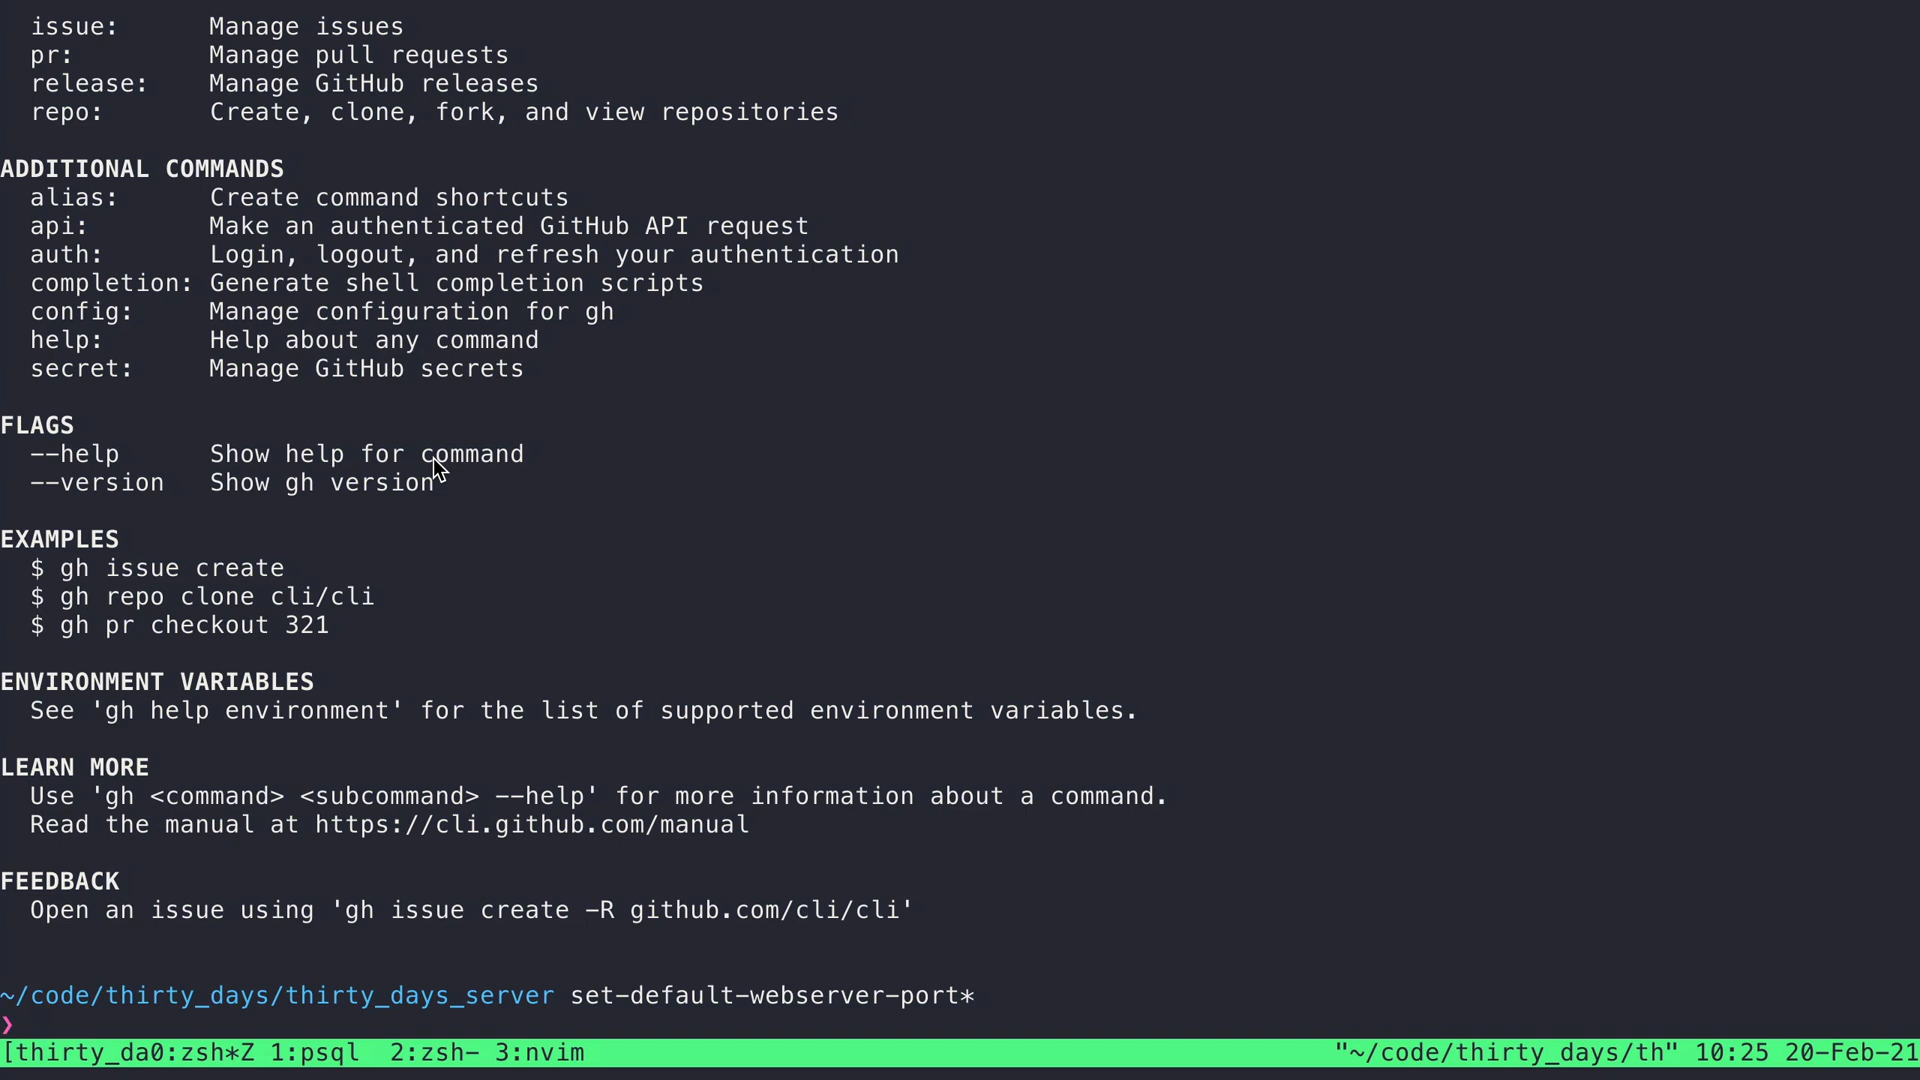 issue: Manage issues
pr: Manage pull requests
release: Manage GitHub releases
repo: Create, clone, fork, and view repositories
ADDITIONAL COMMANDS
alias: Create command shortcuts
api: Make an authenticated GitHub API request
auth: Login, logout, and refresh your authentication
completion: Generate shell completion scripts
config: Manage configuration for gh
help: Help about any command
secret: Manage GitHub secrets
FLAGS
--help Show help for command
--version Show gh version
EXAMPLES
$ gh issue create
$ gh repo clone cli/cli
$ gh pr checkout 321
ENVIRONMENT VARIABLES
See 'gh help environment' for the list of supported environment variables.
LEARN MORE
Use 'gh <command> <subcommand> --help' for more information about a command.
Read the manual at https://cli.github.com/manual
FEEDBACK
Open an issue using 'gh issue create -R github.com/cli/cli'
~/code/thirty_days/thirty_days_server set-default-webserver-port*
❯
[thirty_da0:zsh*Z 1:psql 2:zsh- 3:nvim "~/code/thirty_days/th" 10:25 20-Feb-21